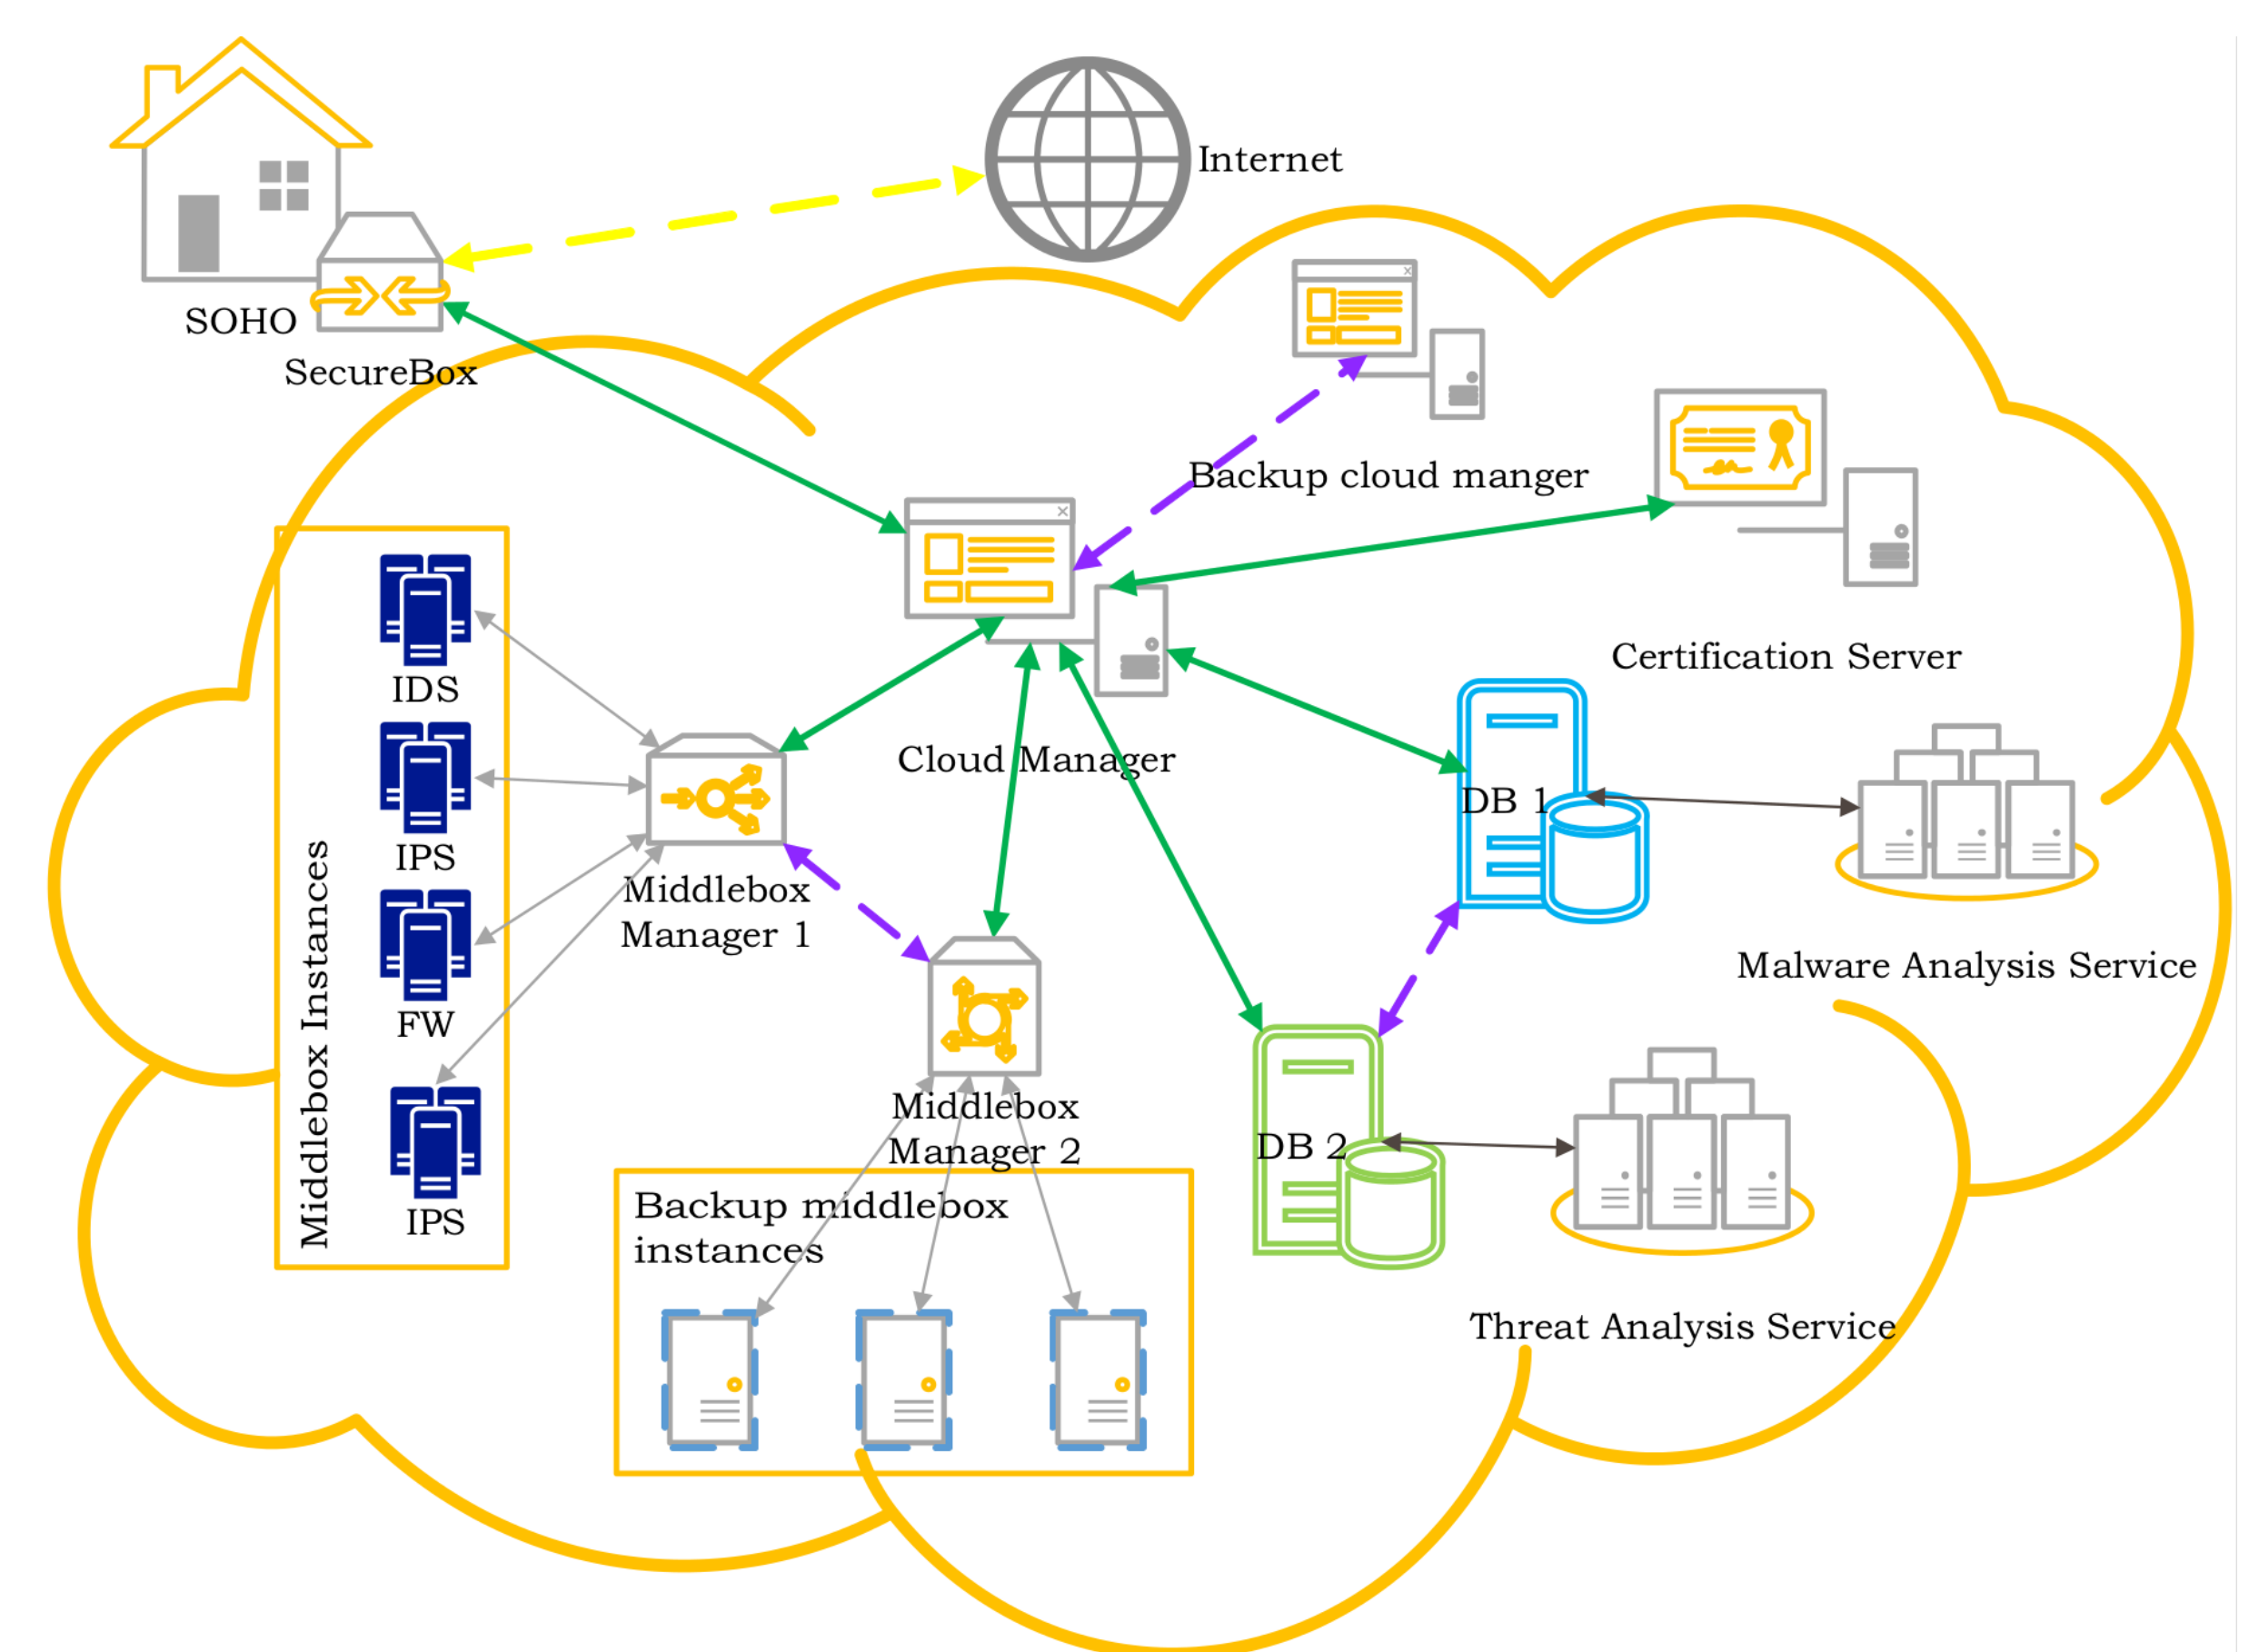 Internet
SOHO
SecureBox
Backup cloud manger
Certification Server
IDS
Cloud Manager
DB 1
IPS
Middlebox
Manager 1
Middlebox Instances
Malware Analysis Service
FW
Middlebox
Manager 2
DB 2
IPS
Backup middlebox
instances
Threat Analysis Service